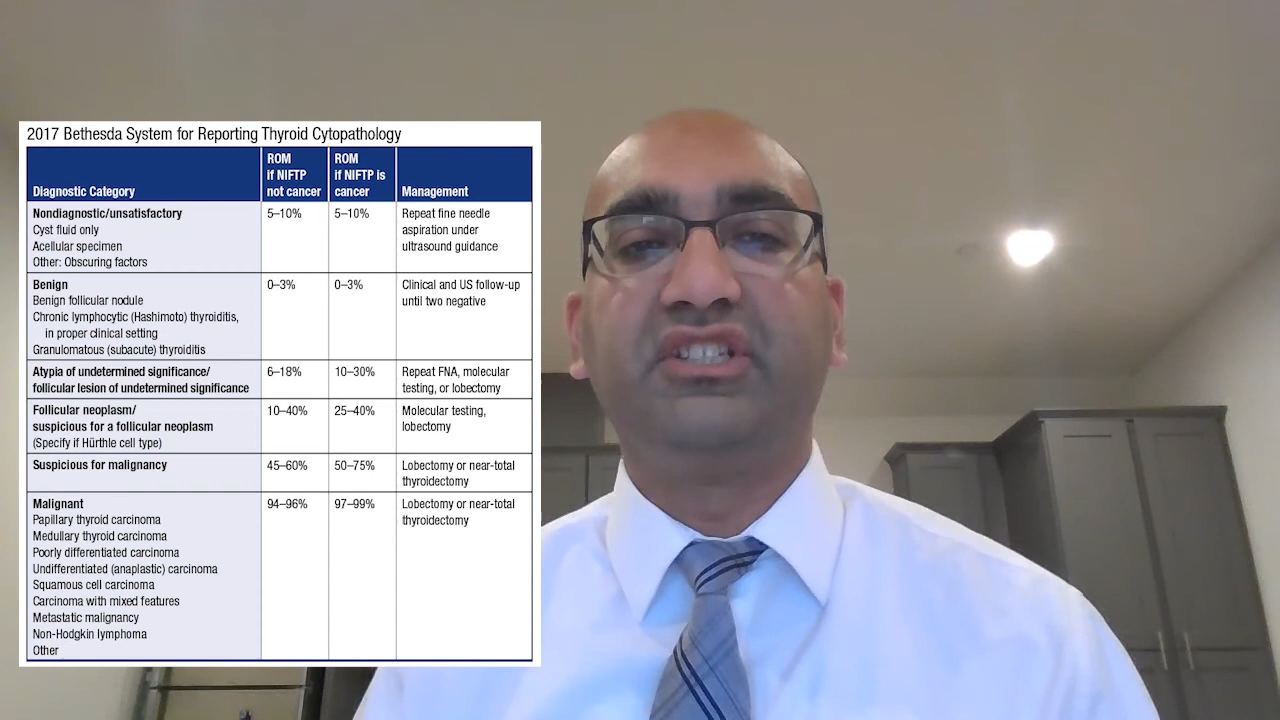 2017 Bethesda System for Reporting Thyroid Cytopathology
Diagnostic Category
ROM
if NIFTP
not cancer
ROM
if NIFTP is
cancer
Management
Nondiagnostic/unsatisfactory
Cyst fluid only
Acellular specimen
Other: Obscuring factors
5–10%
5–10%
Repeat fine needle
aspiration under
ultrasound guidance
Benign
Benign follicular nodule
Chronic lymphocytic (Hashimoto) thyroiditis,
in proper clinical setting
Granulomatous (subacute) thyroiditis
0–3%
0–3%
Clinical and US follow-up
until two negative
Atypia of undetermined significance/
follicular lesion of undetermined significance
6–18%
10–30%
Repeat FNA, molecular
testing, or lobectomy
Follicular neoplasm/
suspicious for a follicular neoplasm
(Specify if Hürthle cell type)
10–40%
25–40%
Molecular testing,
lobectomy
Suspicious for malignancy
45–60%
50–75%
Lobectomy or near-total
thyroidectomy
Malignant
Papillary thyroid carcinoma
Medullary thyroid carcinoma
Poorly differentiated carcinoma
Undifferentiated (anaplastic) carcinoma
Squamous cell carcinoma
Carcinoma with mixed features
Metastatic malignancy
Non-Hodgkin lymphoma
Other
94–96%
97–99%
Lobectomy or near-total
thyroidectomy